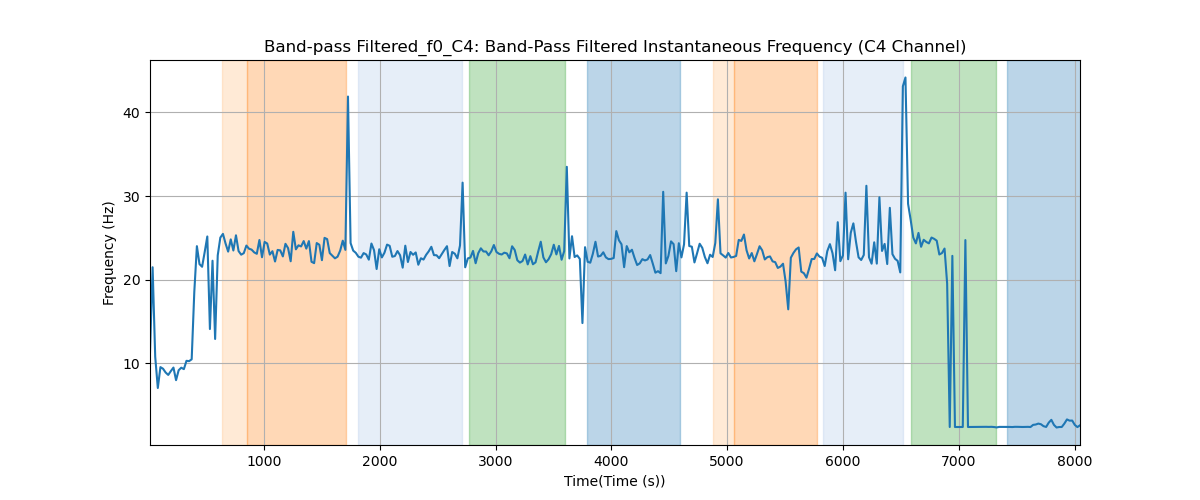 Band-pass Filtered_f0_C4: Band-Pass Filtered Instantaneous Frequency (C4 Channel)
Frequency (Hz)
40
30
20
10
1000 2000 3000 4000 5000 6000 7000 8000
Time(Time (s))